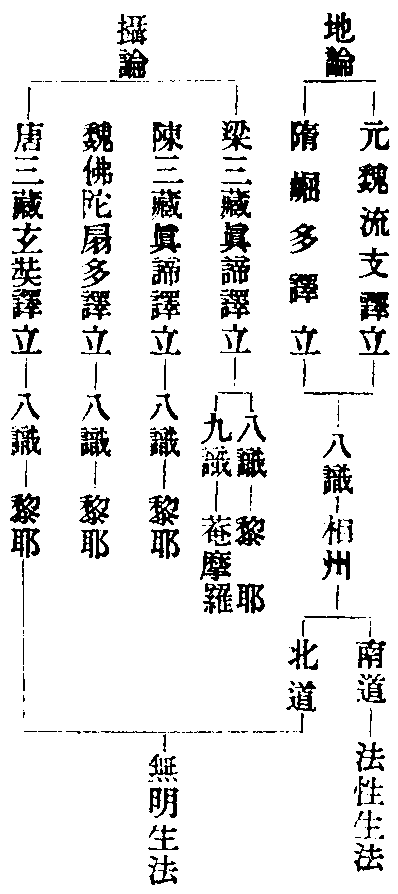 地論
元魏流支譯立
隋崛多譯立
八識
相州
南道
法性生法
北道
攝論
梁三藏眞諦譯立
八識
黎耶
九識
菴摩羅
陳三藏眞諦譯立
八識
黎耶
魏佛陀扇多譯立
八識
黎耶
唐三藏玄奘譯立
八識
黎耶
無明生法